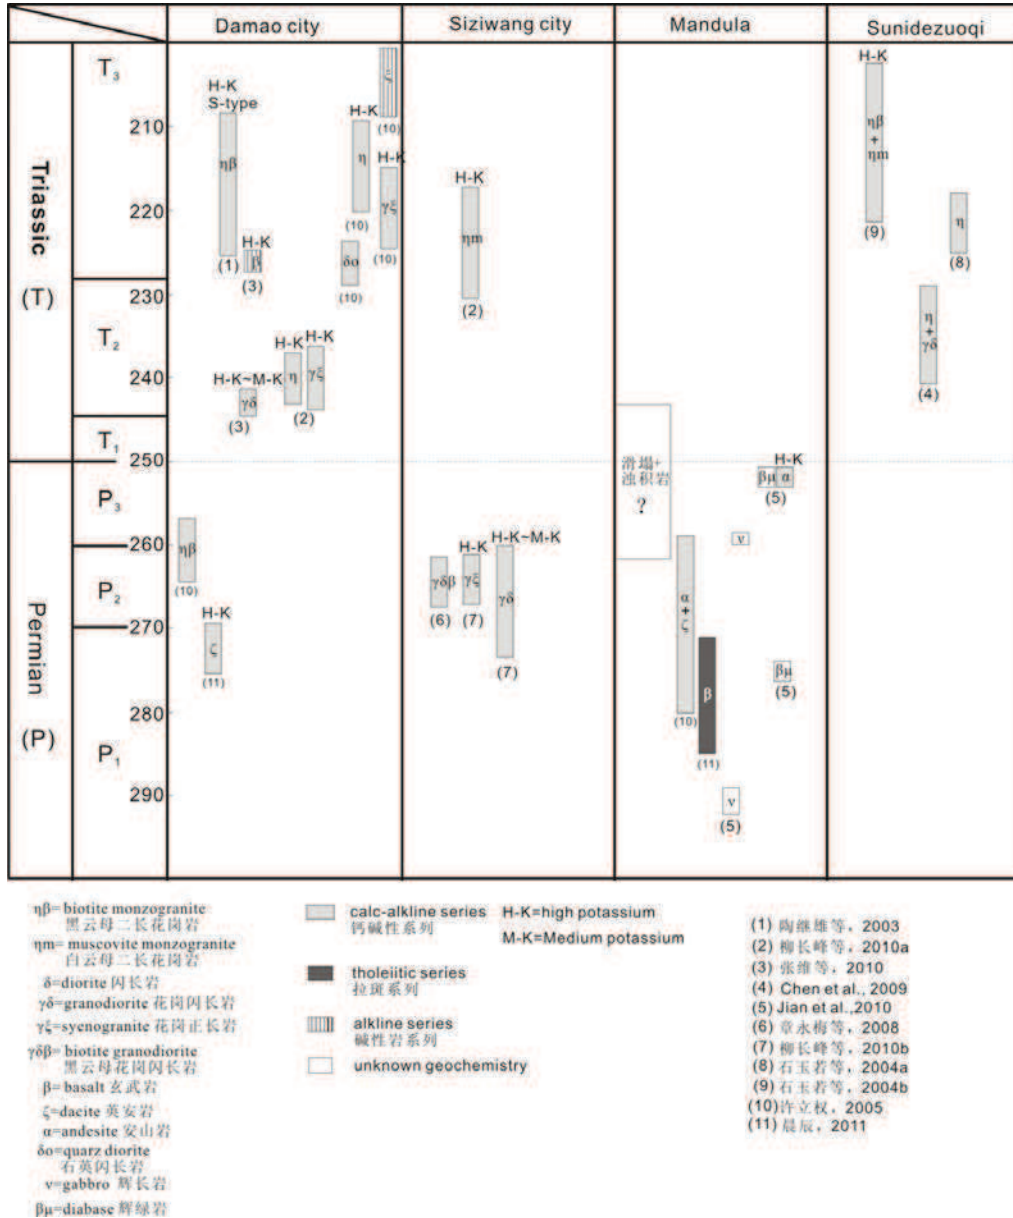 Damao city
Siziwang city
Mandula
Sunidezuoqi
Triassic
(T)
Permian
(P)
T3
T2
T1
P3
P2
P1
210
220
230
240
250
260
270
280
290
H-K
S-type
ηβ
(1)
H-K
β
(3)
H-K~M-K
γδ
(3)
H-K
η
H-K
γξ
(2)
δο
(10)
H-K
η
(10)
ξ
(10)
H-K
γξ
(10)
ηβ
(10)
H-K
ζ
(11)
H-K
ηm
(2)
γδβ
(6)
H-K
γξ
(7)
H-K~M-K
γδ
(7)
滑塌+
浊积岩
?
H-K
βμ α
(5)
ν
α
+
ζ
(10)
β
(11)
βμ
(5)
ν
(5)
H-K
ηβ
+
ηm
(9)
η
(8)
η
+
γδ
(4)
ηβ= biotite monzogranite
黑云母二长花岗岩
ηm= muscovite monzogranite
白云母二长花岗岩
δ=diorite 闪长岩
γδ=granodiorite 花岗闪长岩
γξ=syenogranite 花岗正长岩
γδβ= biotite granodiorite
黑云母花岗闪长岩
β= basalt 玄武岩
ζ=dacite 英安岩
α=andesite 安山岩
δο=quarz diorite
石英闪长岩
ν=gabbro 辉长岩
βμ=diabase 辉绿岩
calc-alkline series
钙碱性系列
tholeiitic series
拉斑系列
alkline series
碱性岩系列
unknown geochemistry
H-K=high potassium
M-K=Medium potassium
(1) 陶继雄等，2003
(2) 柳长峰等，2010a
(3) 张维等，2010
(4) Chen et al., 2009
(5) Jian et al.,2010
(6) 章永梅等，2008
(7) 柳长峰等，2010b
(8) 石玉若等，2004a
(9) 石玉若等，2004b
(10) 许立权，2005
(11) 晨辰，2011